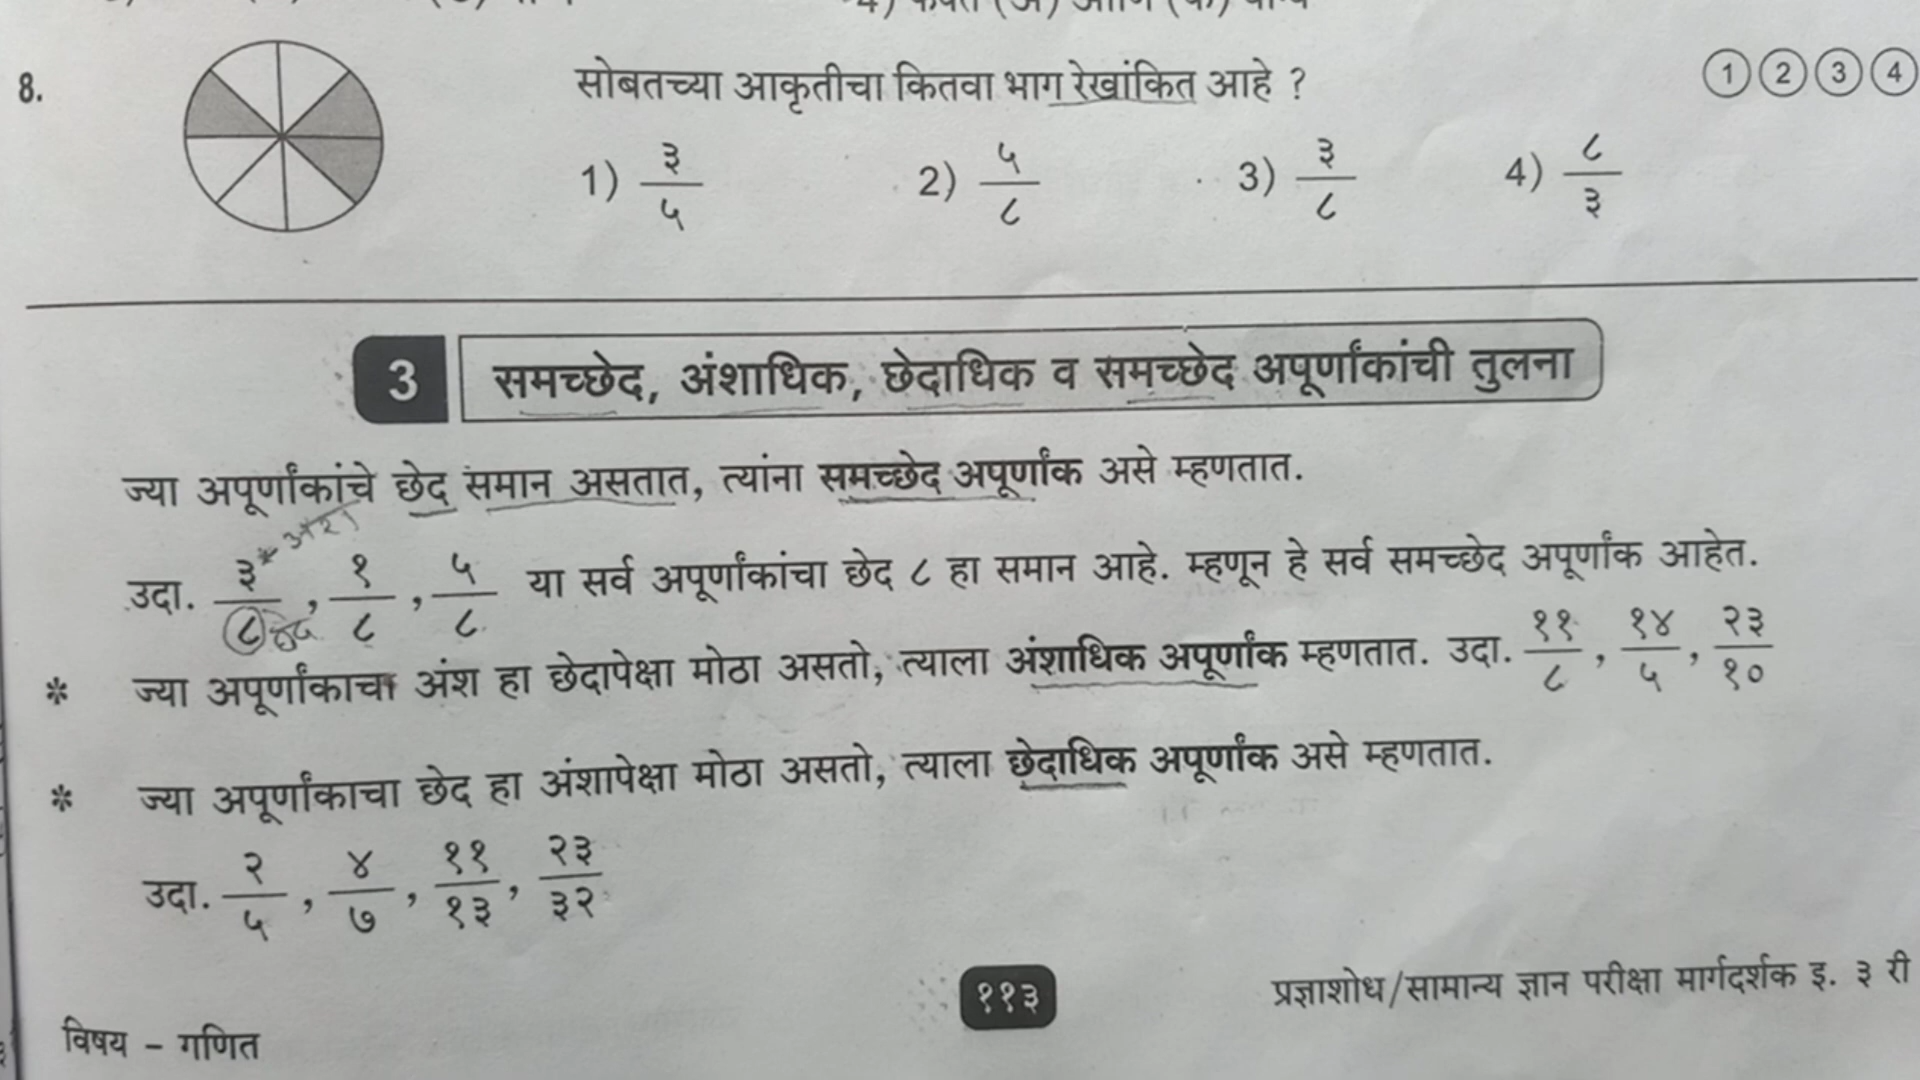 8.
सोबतच्या आकृतीचा कितवा भाग रेखांकित आहे ?
1 2 3 4
1) ३/५ 2) ५/८ 3) ३/८ 4) ८/३
3 समच्छेद, अंशाधिक, छेदाधिक व समच्छेद अपूर्णांकांची तुलना
ज्या अपूर्णांकांचे छेद समान असतात, त्यांना समच्छेद अपूर्णांक असे म्हणतात.
उदा. ३/८ , १/८ , ५/८ या सर्व अपूर्णांकांचा छेद ८ हा समान आहे. म्हणून हे सर्व समच्छेद अपूर्णांक आहेत.
* ज्या अपूर्णांकाचा अंश हा छेदापेक्षा मोठा असतो, त्याला अंशाधिक अपूर्णांक म्हणतात. उदा. ११/८ , १४/५ , २३/१०
* ज्या अपूर्णांकाचा छेद हा अंशापेक्षा मोठा असतो, त्याला छेदाधिक अपूर्णांक असे म्हणतात.
उदा. २/५ , ४/७ , ११/१३ , २३/३२
११३
प्रज्ञाशोध/सामान्य ज्ञान परीक्षा मार्गदर्शक इ. ३ री
विषय – गणित